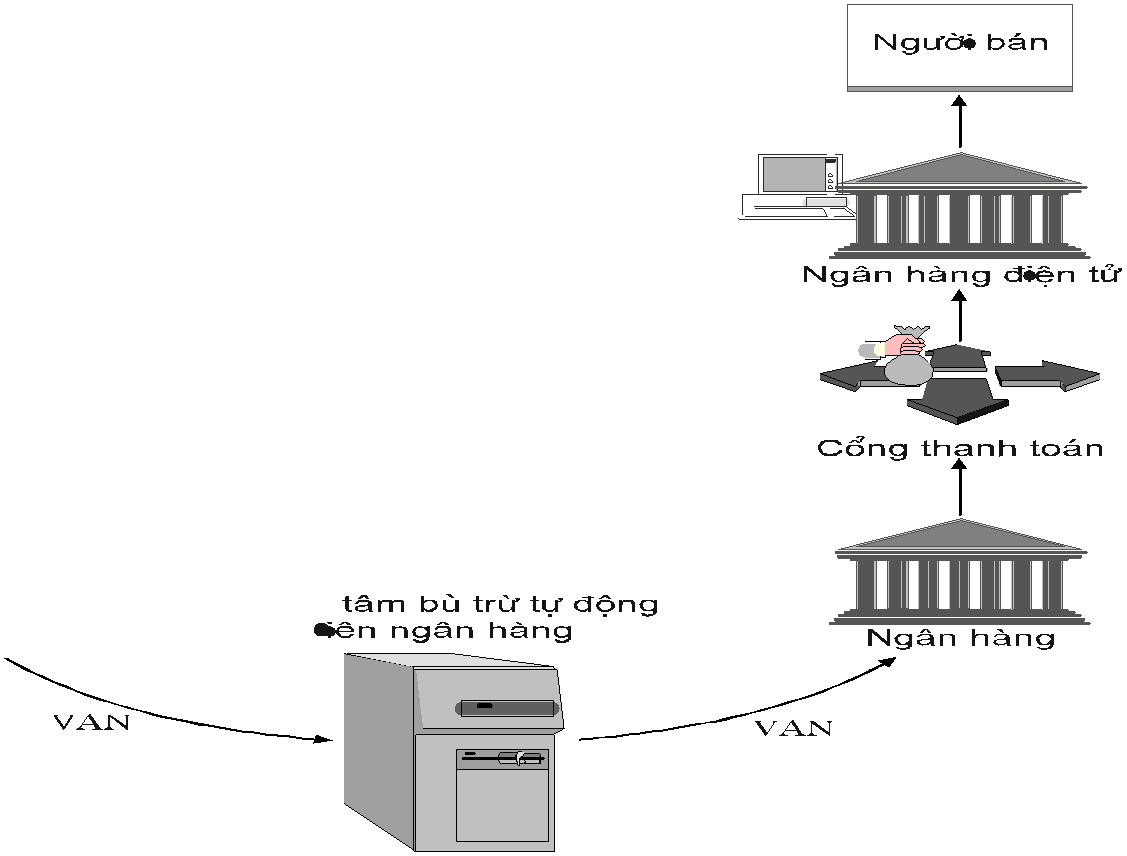 Người bán
Ngân hàng điện tử
Cổng thanh toán
tâm bù trừ tự động
ngân hàng
Ngân hàng
VAN
VAN